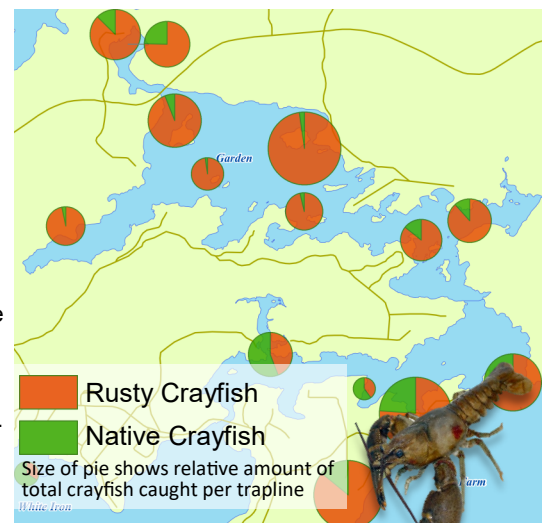 Garden
e
Rusty Crayfish
Native Crayfish
Size of pie shows relative amount of
total crayfish caught per trapline
Farm
White Iron